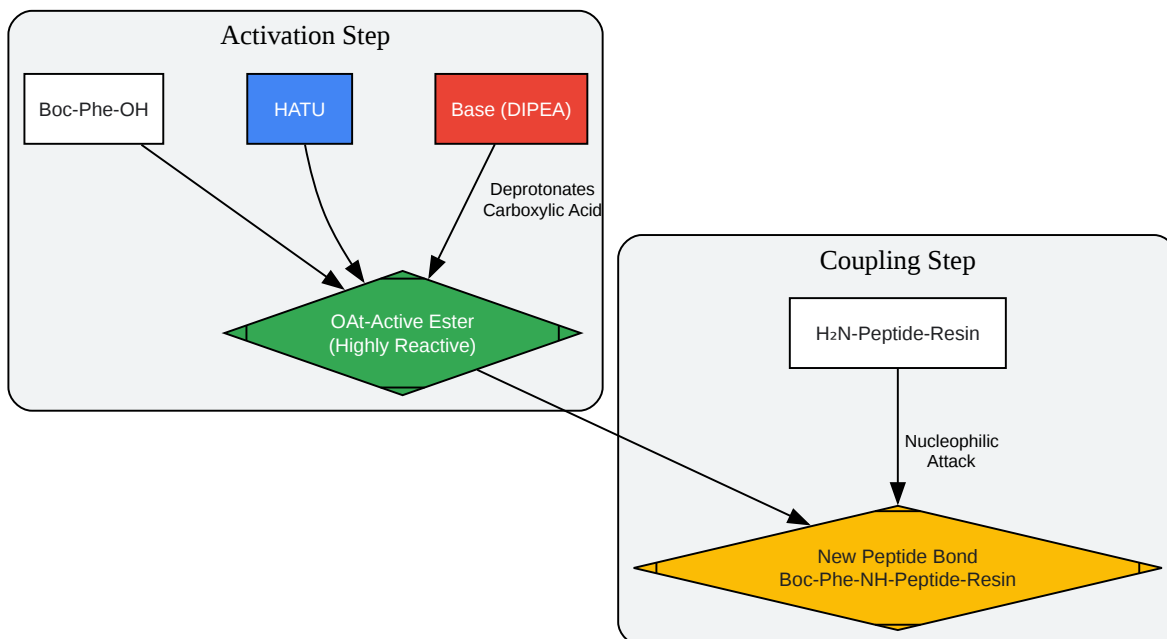 Activation Step
Boc-Phe-OH
HATU
Base (DIPEA)
Deprotonates
Carboxylic Acid
OAt-Active Ester
(Highly Reactive)
Coupling Step
H₂N-Peptide-Resin
Nucleophilic
Attack
New Peptide Bond
Boc-Phe-NH-Peptide-Resin